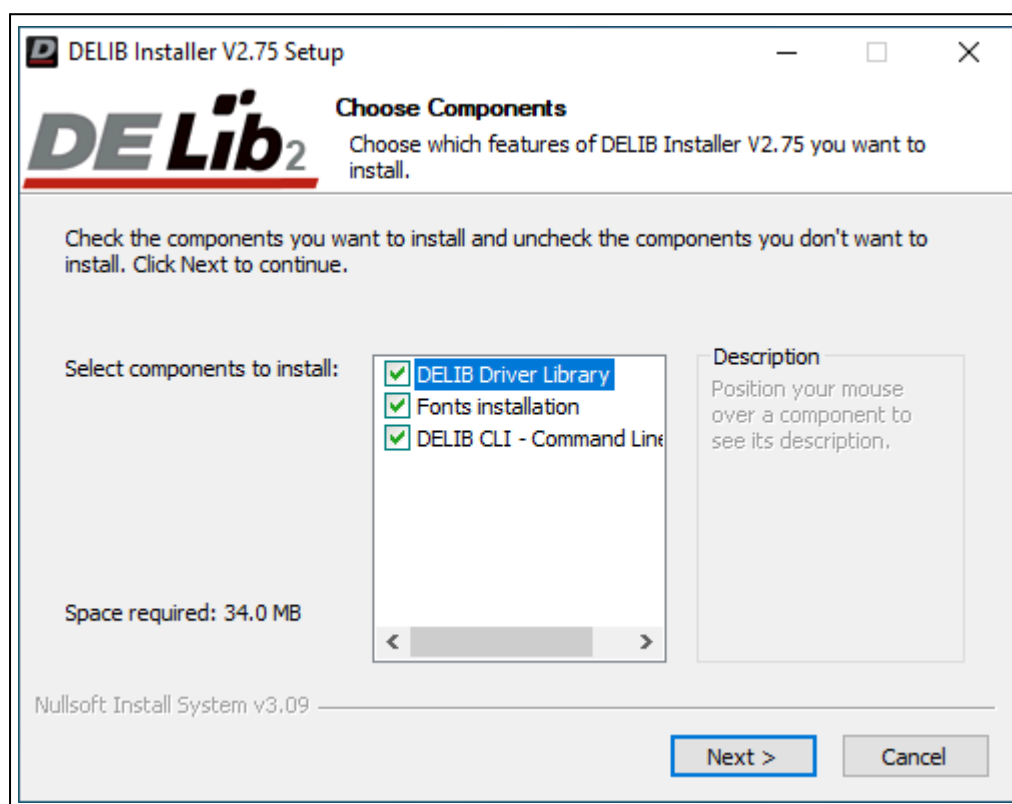 DELIB Installer V2.75 Setup
DELib2
Choose Components
Choose which features of DELIB Installer V2.75 you want to
install.
Check the components you want to install and uncheck the components you don't want to
install. Click Next to continue.
Select components to install:
DELIB Driver Library
Fonts installation
DELIB CLI - Command Line
Description
Position your mouse
over a component to
see its description.
Space required: 34.0 MB
Nullsoft Install System v3.09
Next >
Cancel